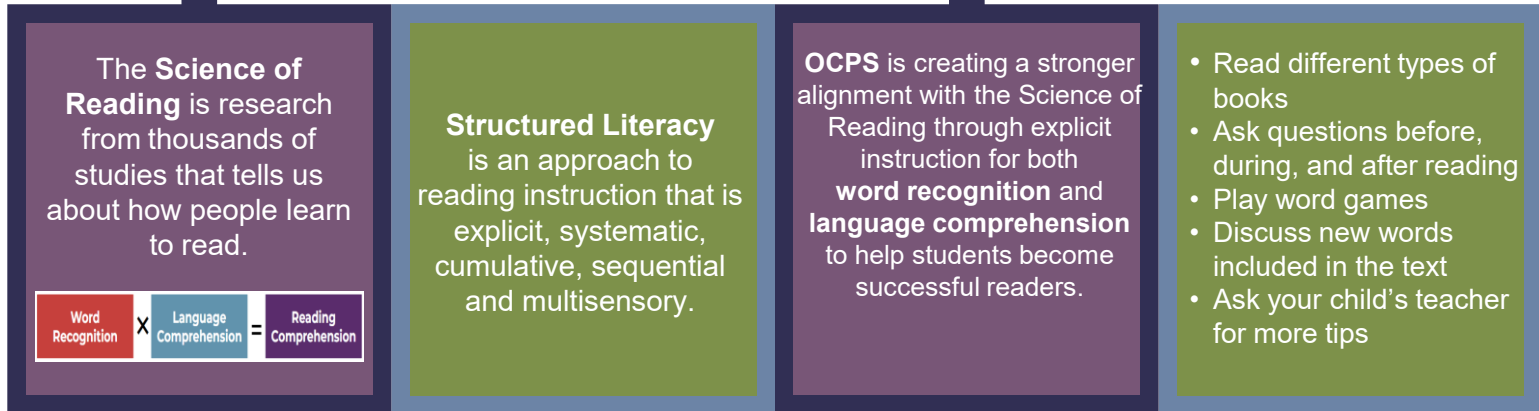 The Science of
Reading is research
from thousands of
studies that tells us
about how people learn
to read.
Word
Recognition
X
Language
Comprehension
=
Reading
Comprehension
Structured Literacy
is an approach to
reading instruction that is
explicit, systematic,
cumulative, sequential
and multisensory.
OCPS is creating a stronger
alignment with the Science of
Reading through explicit
instruction for both
word recognition and
language comprehension
to help students become
successful readers.
• Read different types of
books
• Ask questions before,
during, and after reading
• Play word games
• Discuss new words
included in the text
• Ask your child’s teacher
for more tips